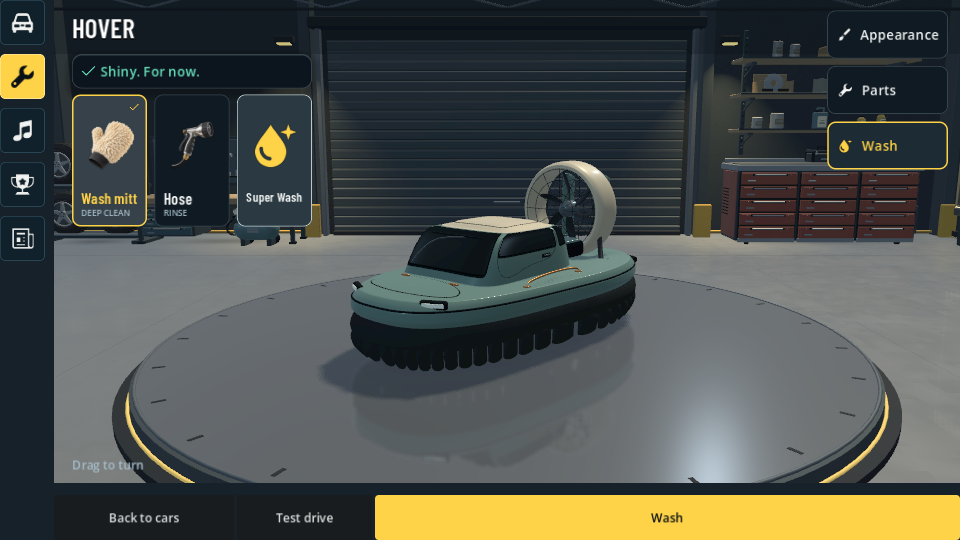 HOVER
Shiny. For now.
Wash mitt
DEEP CLEAN
Hose
RINSE
Super Wash
Appearance
Parts
Wash
Drag to turn
Back to cars
Test drive
Wash